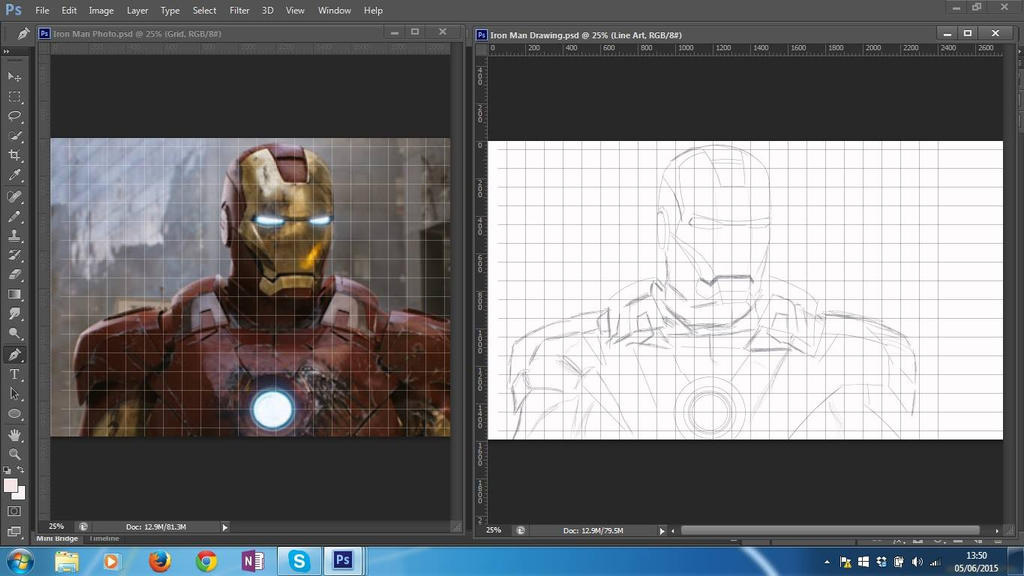 Ps File Edit Image Layer Type Select Filter 3D View Window Help
Ps Iron Man Photo.psd @ 25% (Grid, RGB/8#)
Ps Iron Man Drawing.psd @ 25% (Line Art, RGB/8#)
0 200 400 600 800 1000 1200 1400 1600 1800 2000 2200 2400 2600
T
25% Doc: 12.9M/81.3M
25% Doc: 12.9M/79.5M
Mini Bridge Timeline
N S Ps
13:50
05/06/2015